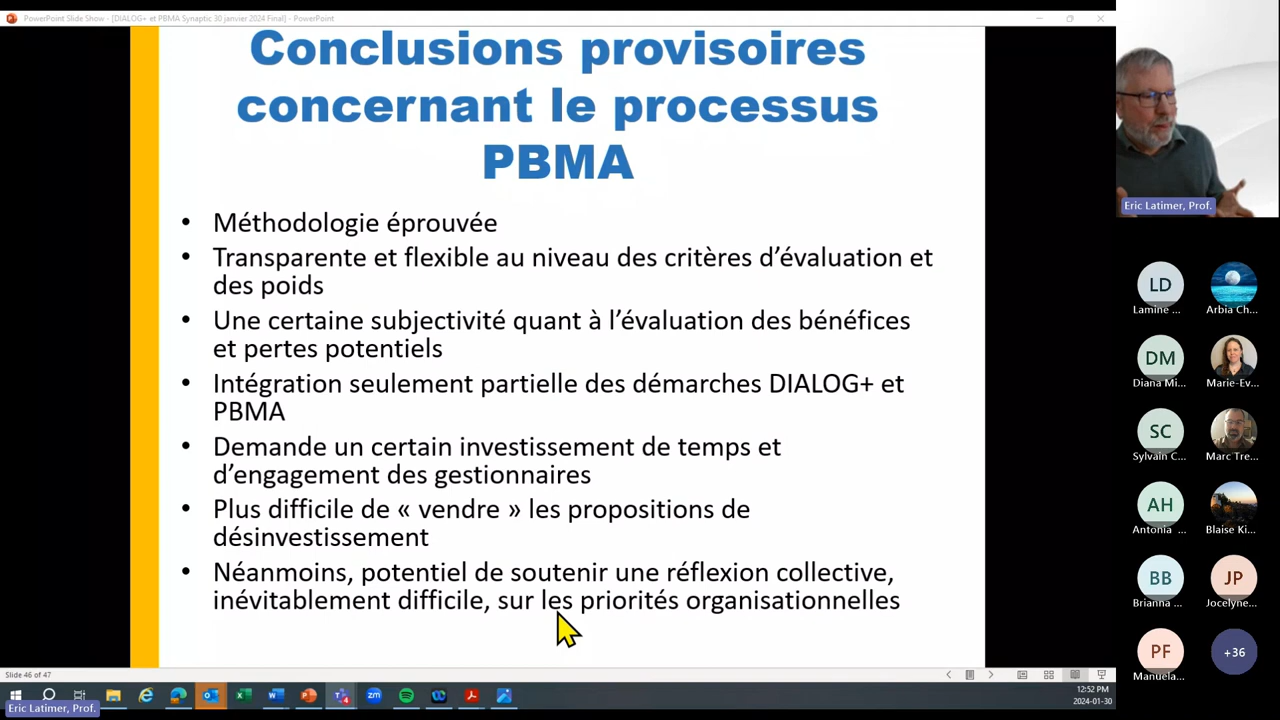 PowerPoint Slide Show - [DIALOG+ et PBMA Synaptic 30 janvier 2024 Final] - PowerPoint
Conclusions provisoires
concernant le processus
PBMA
• Méthodologie éprouvée
• Transparente et flexible au niveau des critères d’évaluation et
des poids
• Une certaine subjectivité quant à l’évaluation des bénéfices
et pertes potentiels
• Intégration seulement partielle des démarches DIALOG+ et
PBMA
• Demande un certain investissement de temps et
d’engagement des gestionnaires
• Plus difficile de « vendre » les propositions de
désinvestissement
• Néanmoins, potentiel de soutenir une réflexion collective,
inévitablement difficile, sur les priorités organisationnelles
Slide 46 of 47
12:52 PM
2024-01-30
Eric Latimer, Prof.
Eric Latimer, Prof.
LD
Lamine ...
Arbia Ch...
DM
Diana Mi...
Marie-Ev...
SC
Sylvain C...
Marc Tre...
AH
Antonia ...
Blaise Ki...
BB
Brianna ...
JP
Jocelyne...
PF
Manuela...
+36